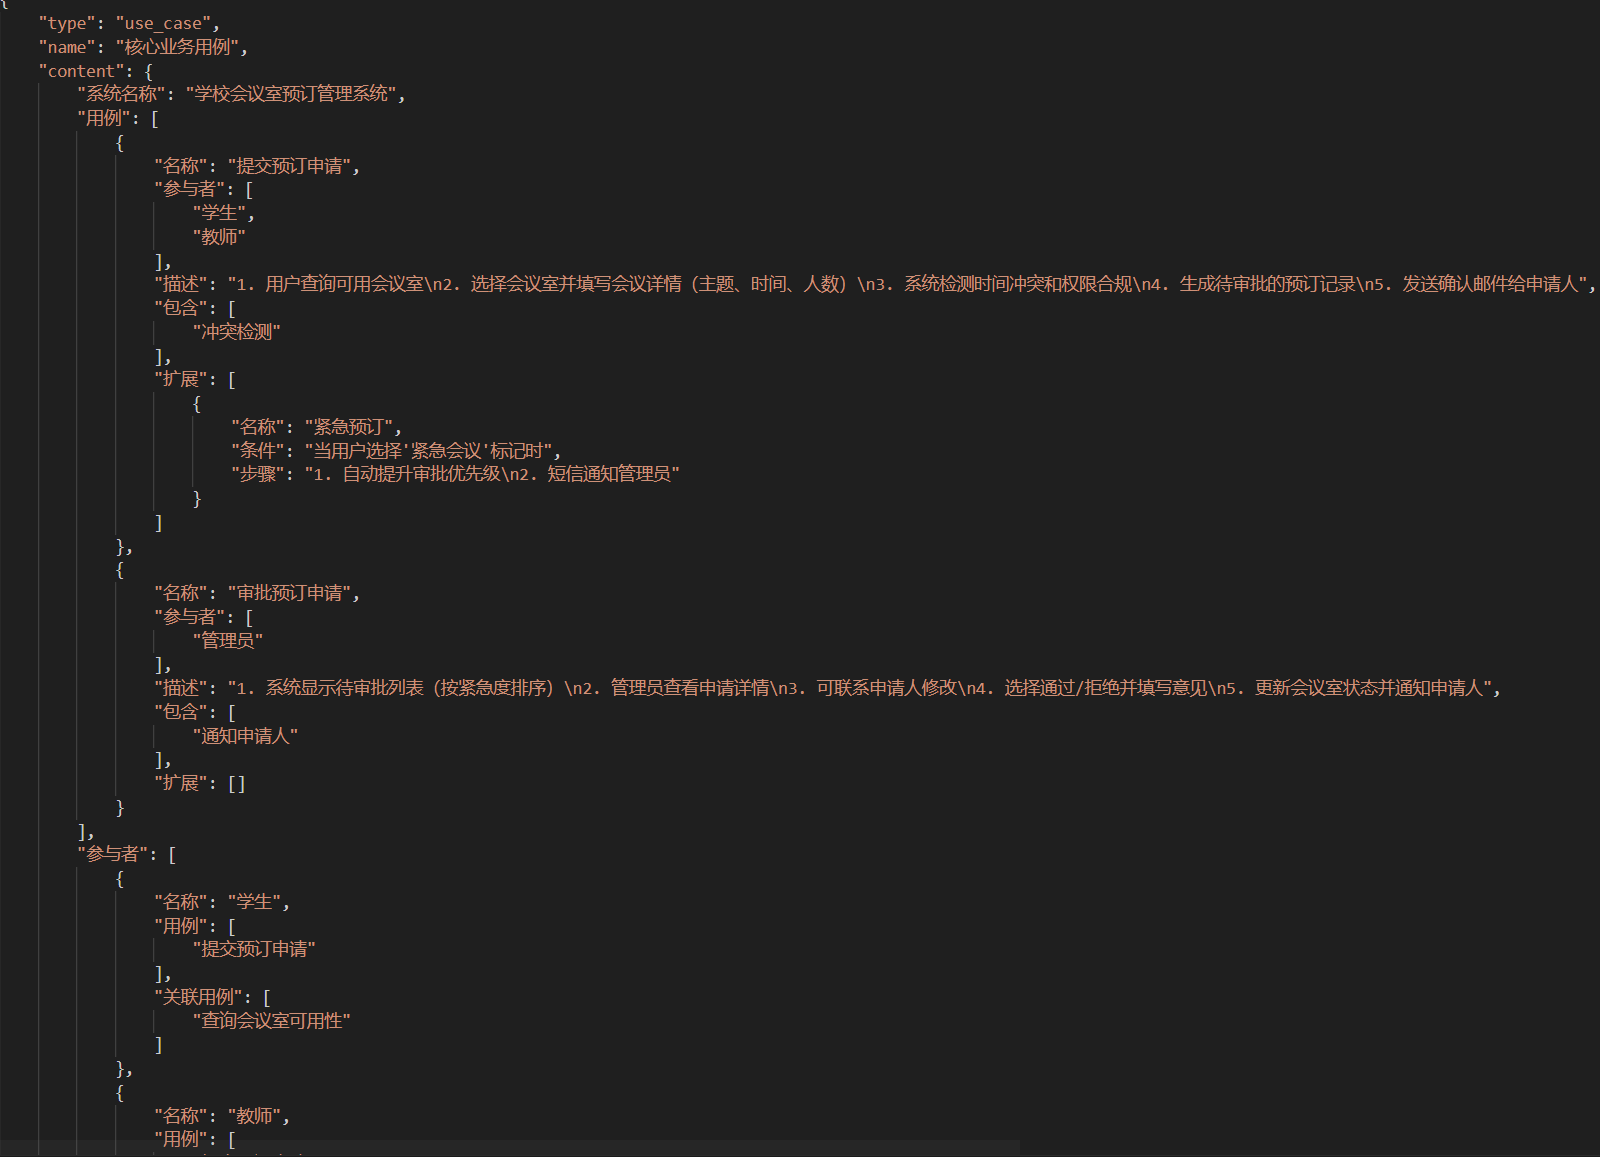 {
"type": "use_case",
"name": "核心业务用例",
"content": {
"系统名称": "学校会议室预订管理系统",
"用例": [
{
"名称": "提交预订申请",
"参与者": [
"学生",
"教师"
],
"描述": "1. 用户查询可用会议室\n2. 选择会议室并填写会议详情（主题、时间、人数）\n3. 系统检测时间冲突和权限合规\n4. 生成待审批的预订记录\n5. 发送确认邮件给申请人",
"包含": [
"冲突检测"
],
"扩展": [
{
"名称": "紧急预订",
"条件": "当用户选择'紧急会议'标记时",
"步骤": "1. 自动提升审批优先级\n2. 短信通知管理员"
}
]
},
{
"名称": "审批预订申请",
"参与者": [
"管理员"
],
"描述": "1. 系统显示待审批列表（按紧急度排序）\n2. 管理员查看申请详情\n3. 可联系申请人修改\n4. 选择通过/拒绝并填写意见\n5. 更新会议室状态并通知申请人",
"包含": [
"通知申请人"
],
"扩展": []
}
],
"参与者": [
{
"名称": "学生",
"用例": [
"提交预订申请"
],
"关联用例": [
"查询会议室可用性"
]
},
{
"名称": "教师",
"用例": [